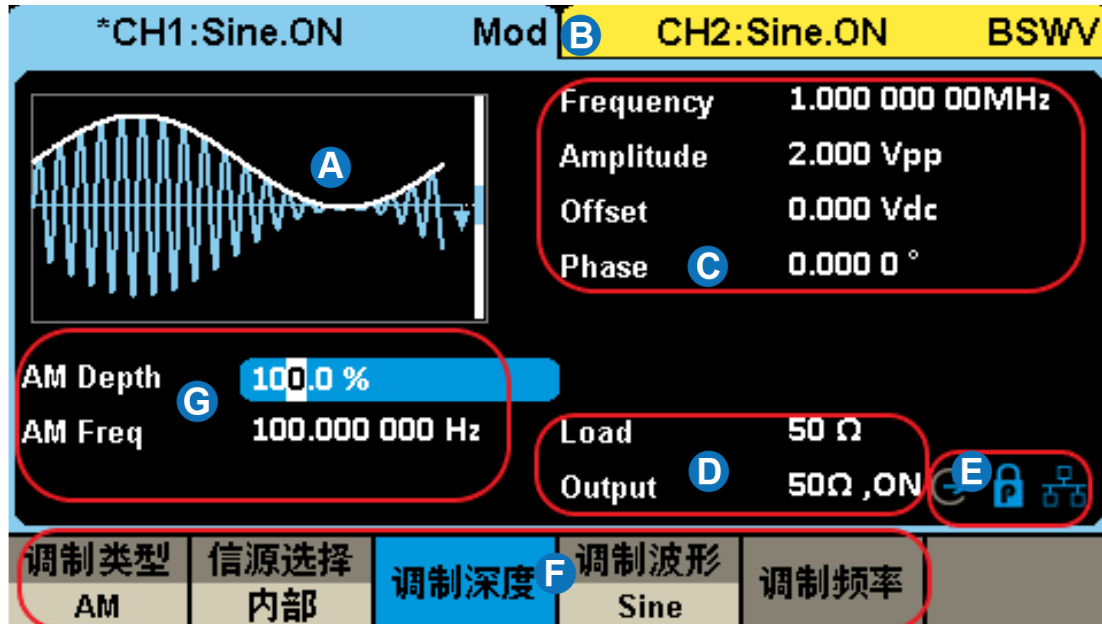 *CH1:Sine.ON Mod B CH2:Sine.ON BSWV
A
Frequency 1.000 000 00MHz
Amplitude 2.000 Vpp
Offset 0.000 Vdc
Phase C 0.000 0 °
AM Depth 100.0 %
G
AM Freq 100.000 000 Hz
Load 50 Ω
D E
Output 50Ω ,ON P
调制类型 信源选择 调制深度 F 调制波形 调制频率
AM 内部 Sine